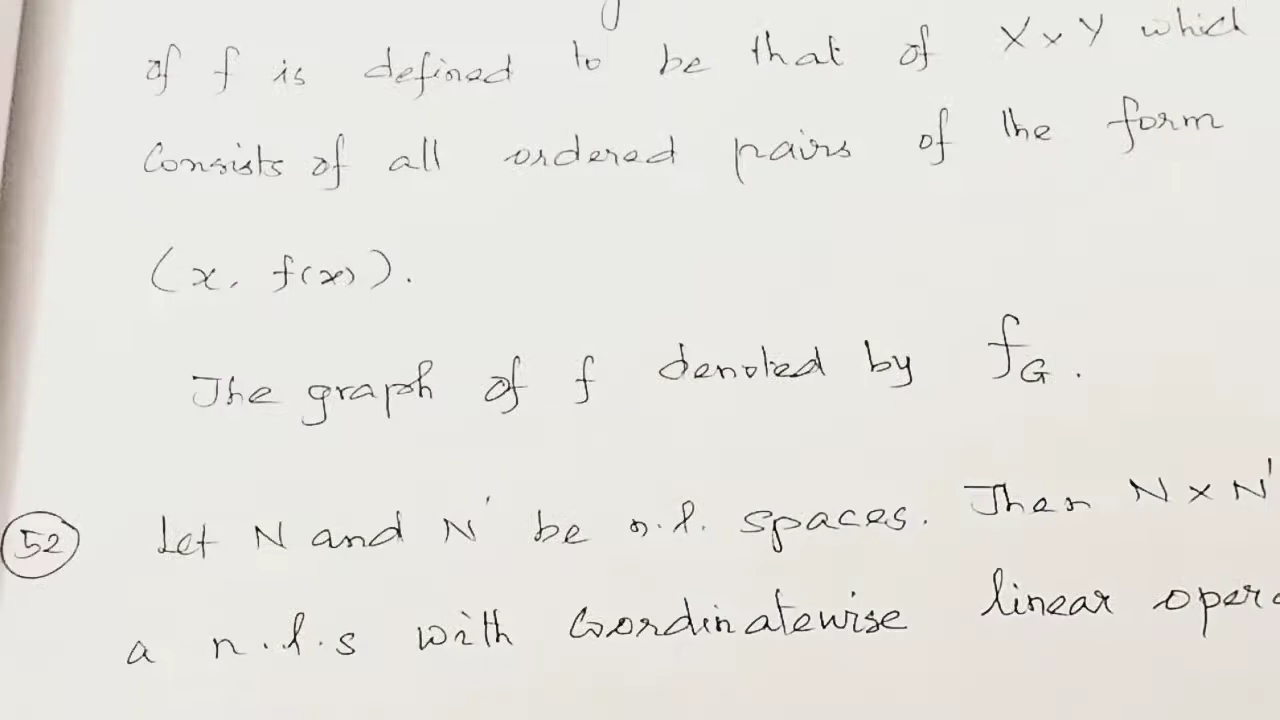 of f is defined to be that of X×Y which
Consists of all ordered pairs of the form
(x, f(x)).
The graph of f denoted by f_G.
52 Let N and N' be n.l. spaces. Then N×N'
a n.l.s with Coordinatewise linear oper